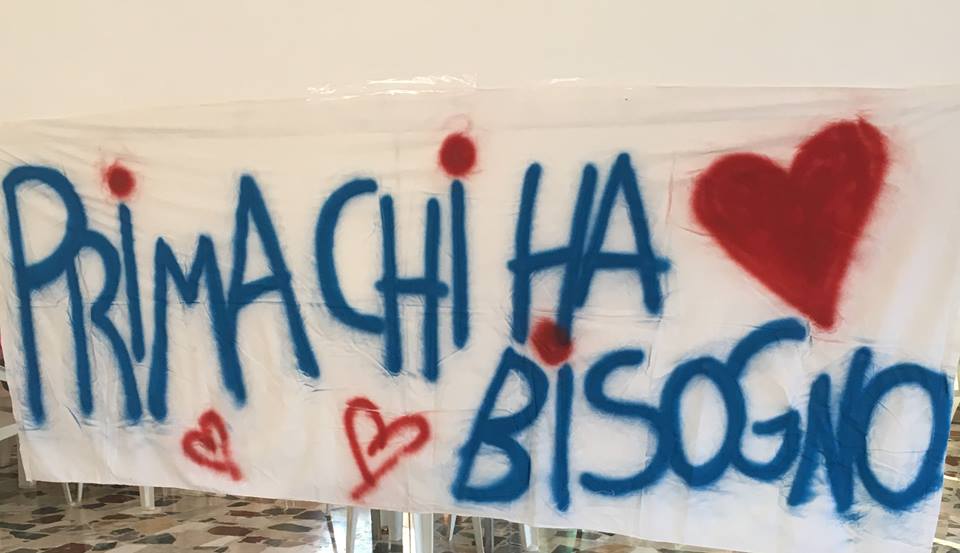 PRiMA CHi HA
BiSOGNO